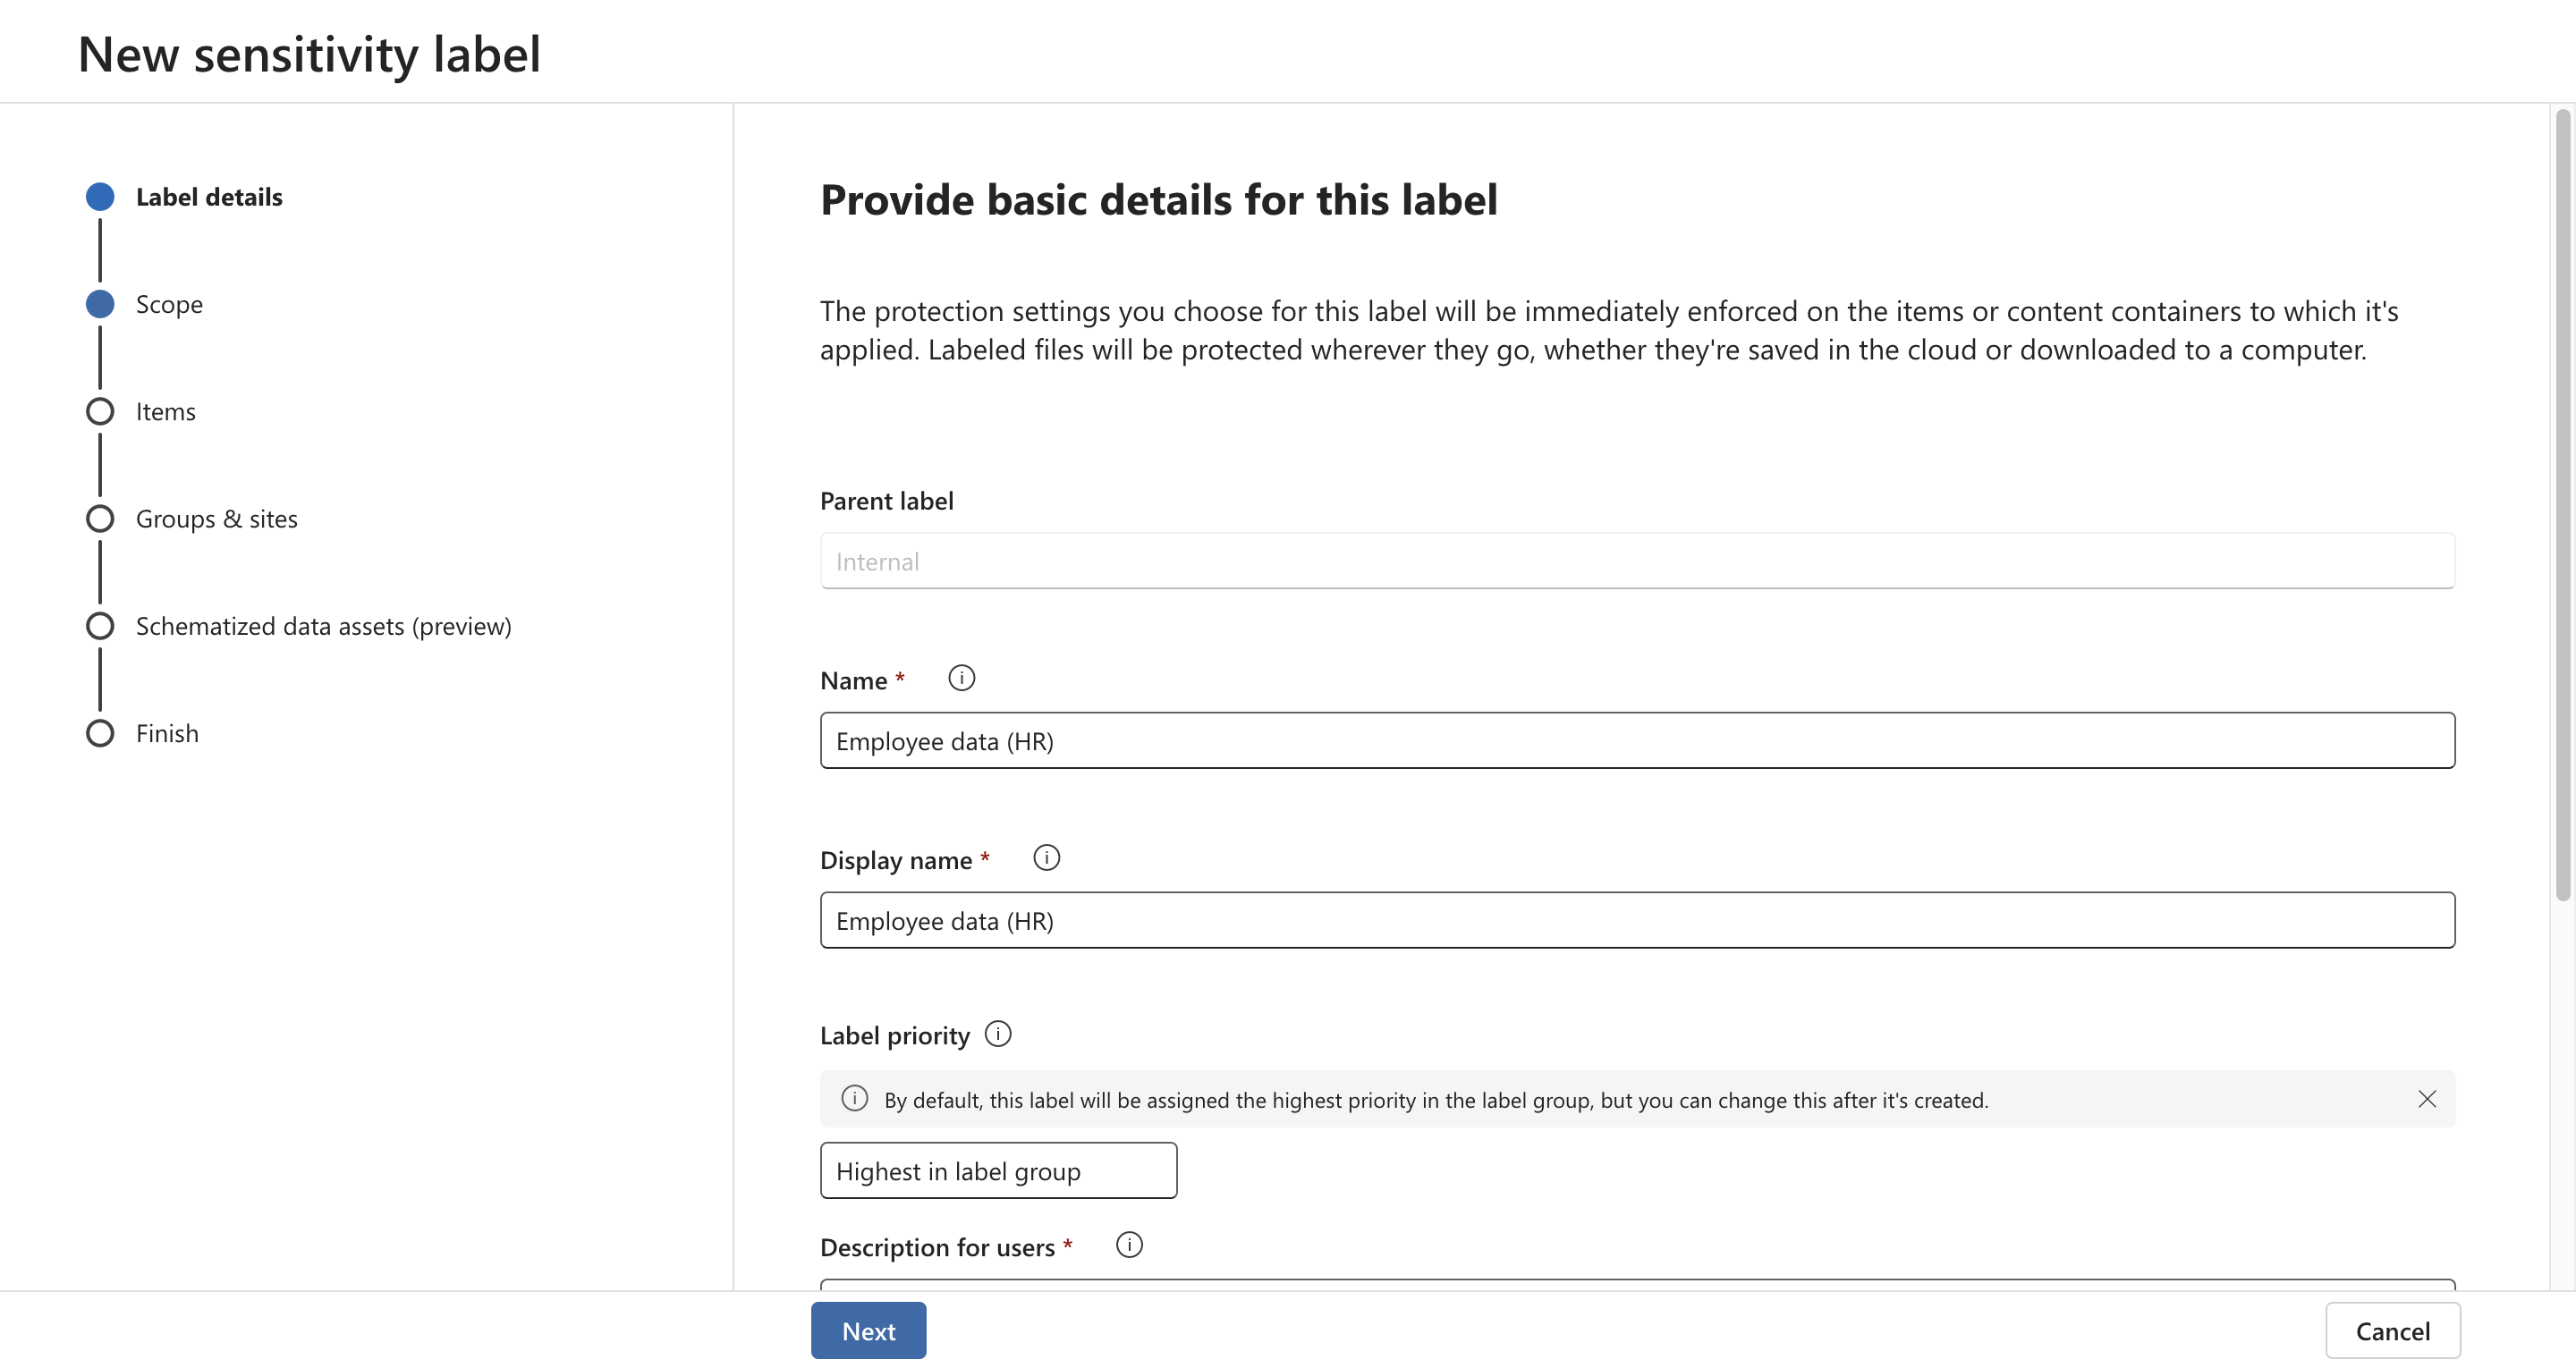 New sensitivity label
Label details
Scope
Items
Groups & sites
Schematized data assets (preview)
Finish
Provide basic details for this label
The protection settings you choose for this label will be immediately enforced on the items or content containers to which it's
applied. Labeled files will be protected wherever they go, whether they're saved in the cloud or downloaded to a computer.
Parent label
Internal
Name *
Employee data (HR)
Display name *
Employee data (HR)
Label priority
By default, this label will be assigned the highest priority in the label group, but you can change this after it's created.
Highest in label group
Description for users *
Next
Cancel